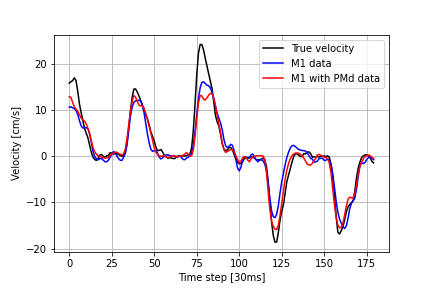 True velocity
M1 data
M1 with PMd data
Velocity [cm/s]
20
10
0
−10
−20
0 25 50 75 100 125 150 175
Time step [30ms]